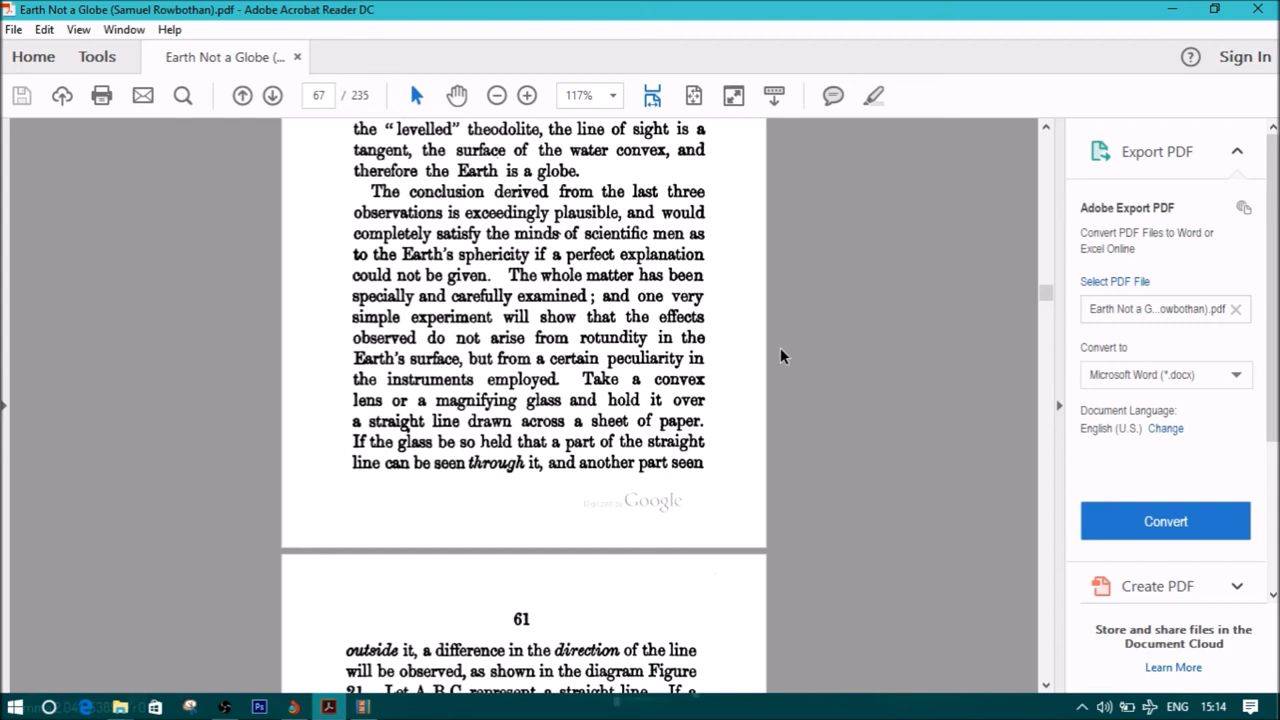 Earth Not a Globe (Samuel Rowbothan).pdf - Adobe Acrobat Reader DC
File Edit View Window Help
Home Tools Earth Not a Globe (... × Sign In
67 / 235 117%
the "levelled" theodolite, the line of sight is a
tangent, the surface of the water convex, and
therefore the Earth is a globe.
The conclusion derived from the last three
observations is exceedingly plausible, and would
completely satisfy the minds of scientific men as
to the Earth's sphericity if a perfect explanation
could not be given. The whole matter has been
specially and carefully examined; and one very
simple experiment will show that the effects
observed do not arise from rotundity in the
Earth's surface, but from a certain peculiarity in
the instruments employed. Take a convex
lens or a magnifying glass and hold it over
a straight line drawn across a sheet of paper.
If the glass be so held that a part of the straight
line can be seen through it, and another part seen
Google
61
outside it, a difference in the direction of the line
will be observed, as shown in the diagram Figure
21. Let A B C represent a straight line. If a
Export PDF
Adobe Export PDF
Convert PDF Files to Word or
Excel Online
Select PDF File
Earth Not a G...owbothan).pdf
Convert to
Microsoft Word (*.docx)
Document Language:
English (U.S.) Change
Convert
Create PDF
Store and share files in the
Document Cloud
Learn More
ENG 15:14